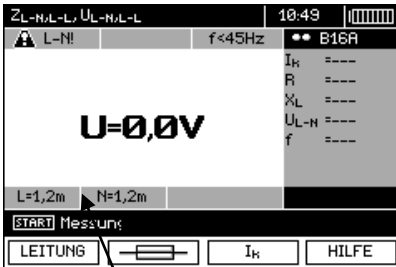 ZL-N,L-L, UL-N,L-L 10:49
L-N! f<45Hz B16A
IK =---
R =---
XL =---
UL-N =---
f =---
U=0,0V
L=1,2m N=1,2m
START Messung
LEITUNG IK HILFE